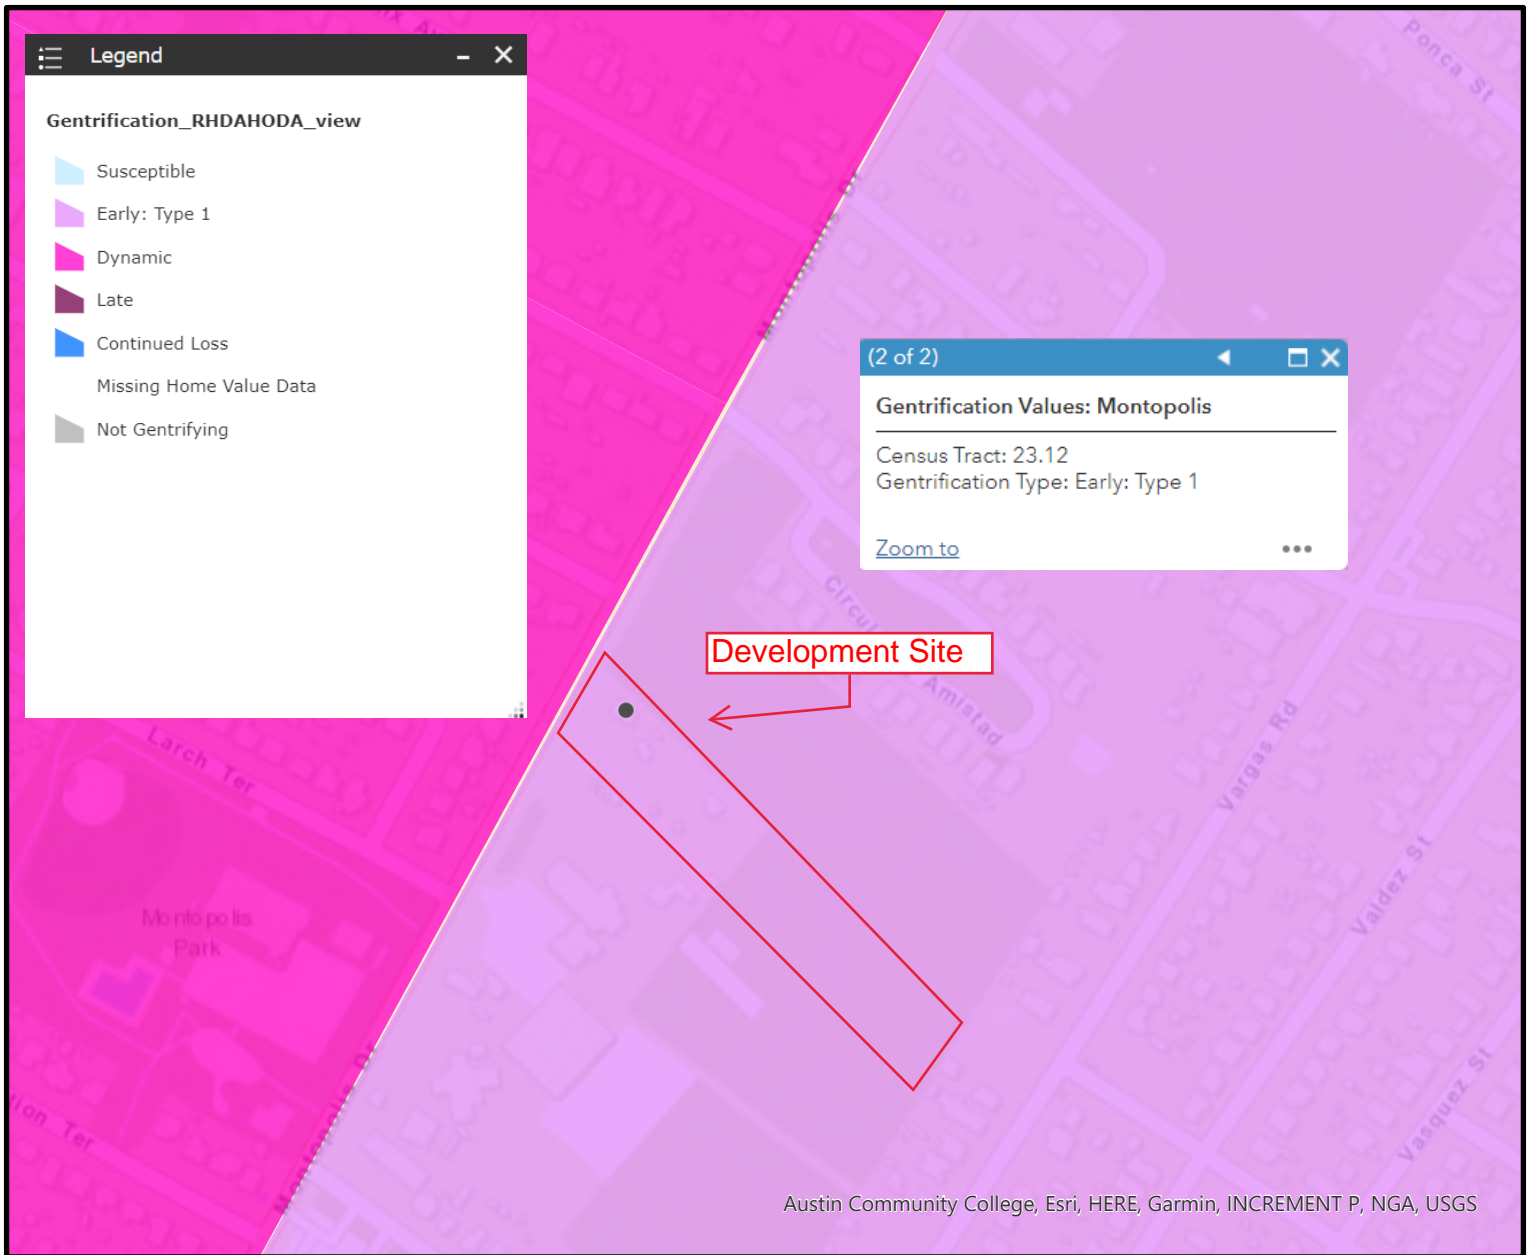 Legend
Gentrification_RHDAHODA_view
Susceptible
Early: Type 1
Dynamic
Late
Continued Loss
Missing Home Value Data
Not Gentrifying
Ponca St
(2 of 2)
Gentrification Values: Montopolis
Census Tract: 23.12
Gentrification Type: Early: Type 1
Zoom to
Development Site
Amistad
Vargas Rd
Larch Ter
Valdez St
Montopolis
Park
Montopolis Dr
Ter
Vasquez St
Austin Community College, Esri, HERE, Garmin, INCREMENT P, NGA, USGS